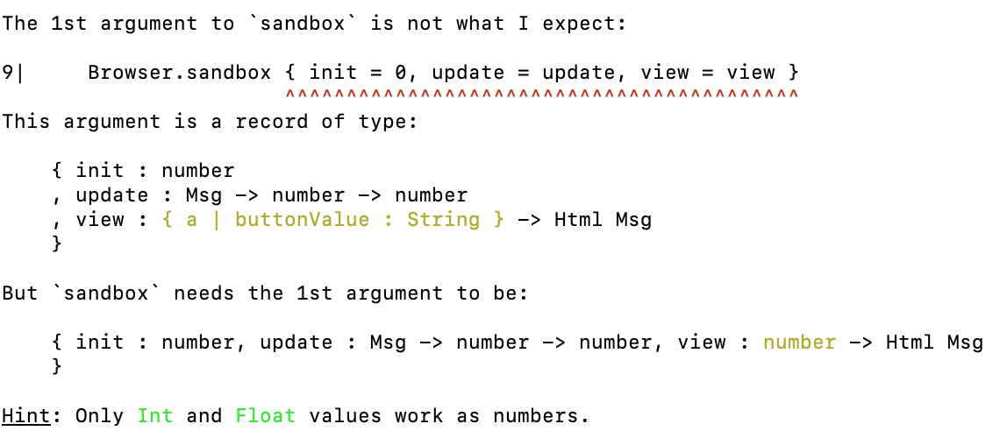 The 1st argument to `sandbox` is not what I expect:
9|     Browser.sandbox { init = 0, update = update, view = view }
                       ^^^^^^^^^^^^^^^^^^^^^^^^^^^^^^^^^^^^^^^^^^
This argument is a record of type:
    { init : number
    , update : Msg -> number -> number
    , view : { a | buttonValue : String } -> Html Msg
    }
But `sandbox` needs the 1st argument to be:
    { init : number, update : Msg -> number -> number, view : number -> Html Msg
    }
Hint: Only Int and Float values work as numbers.